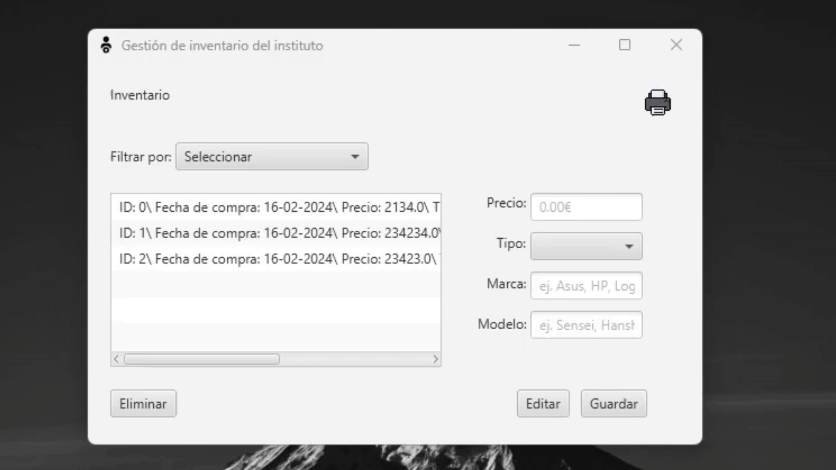 Gestión de inventario del instituto
Inventario
Filtrar por: Seleccionar
ID: 0\ Fecha de compra: 16-02-2024\ Precio: 2134.0\ T
ID: 1\ Fecha de compra: 16-02-2024\ Precio: 234234.0\
ID: 2\ Fecha de compra: 16-02-2024\ Precio: 23423.0\
Precio: 0.00€
Tipo:
Marca: ej. Asus, HP, Log
Modelo: ej. Sensei, Hansh
Eliminar
Editar
Guardar